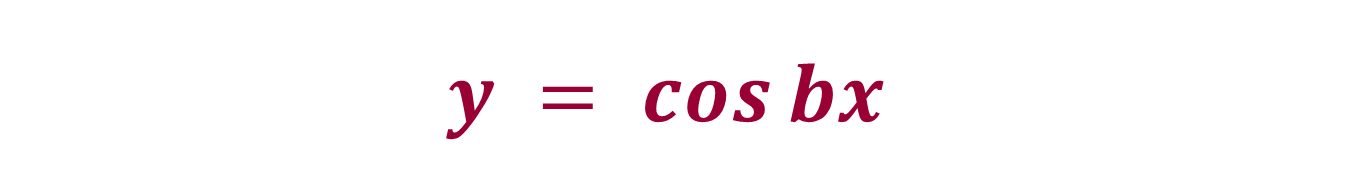 y = cos bx